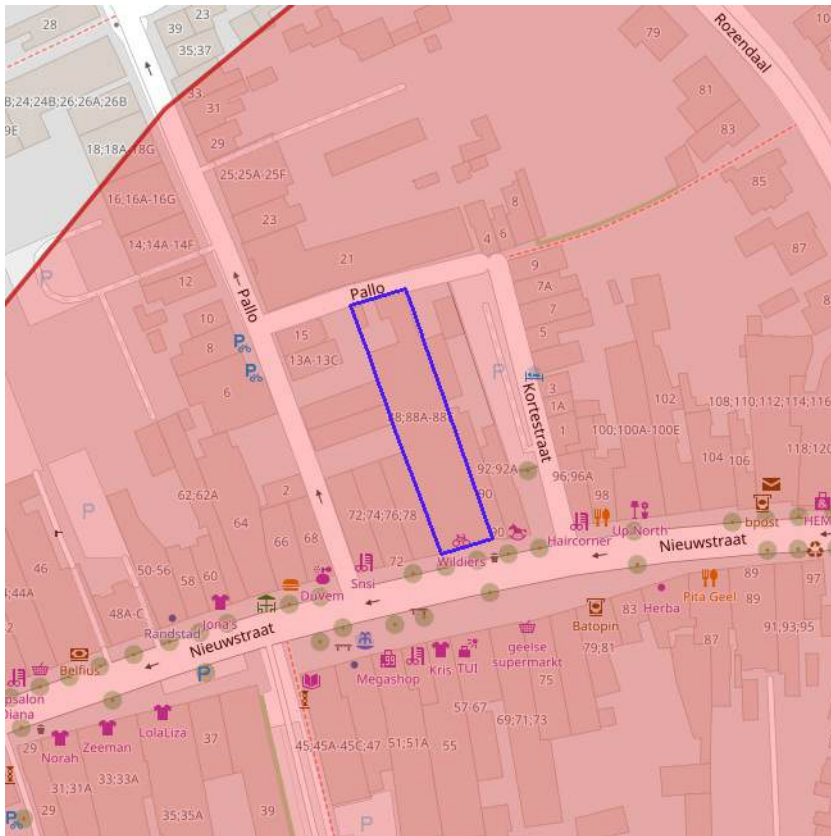 28
23
39
35;37
79
Rozendaal
B;24;24B;26;26A;26B
9E
33
31
29
81
83
18;18A-18G
25;25A-25F
85
16;16A-16G
23
8
6
4
87
14;14A-14F
21
9
P
12
Pallo
7A
Pallo
7
10
15
5
8
13A-13C
P
P
P
6
3
102
108;110;112;114;116
Kortestraat
1A
88A-88
100;100A-100E
1
118;120
104
106
92;92A
96;96A
2
62;62A
90
98
P
72;74;76;78
bpost
HEM
64
90
Up North
Haircorner
66
68
72
Nieuwstraat
46
50-56
60
Wildiers
58
Snsi
89
Duvem
Pita Geel
97
48A-C
Jona's
83
Herba
89
Randstad
Batopin
91;93;95
Nieuwstraat
87
Belfius
geelse
supermarkt
79;81
P
Kris
TUI
Megashop
75
Diana
57-67
LolaLiza
69;71;73
29
Norah
Zeeman
37
45;45A-45C;47
51;51A
55
33;33A
31;31A
29
35;35A
39
P
P